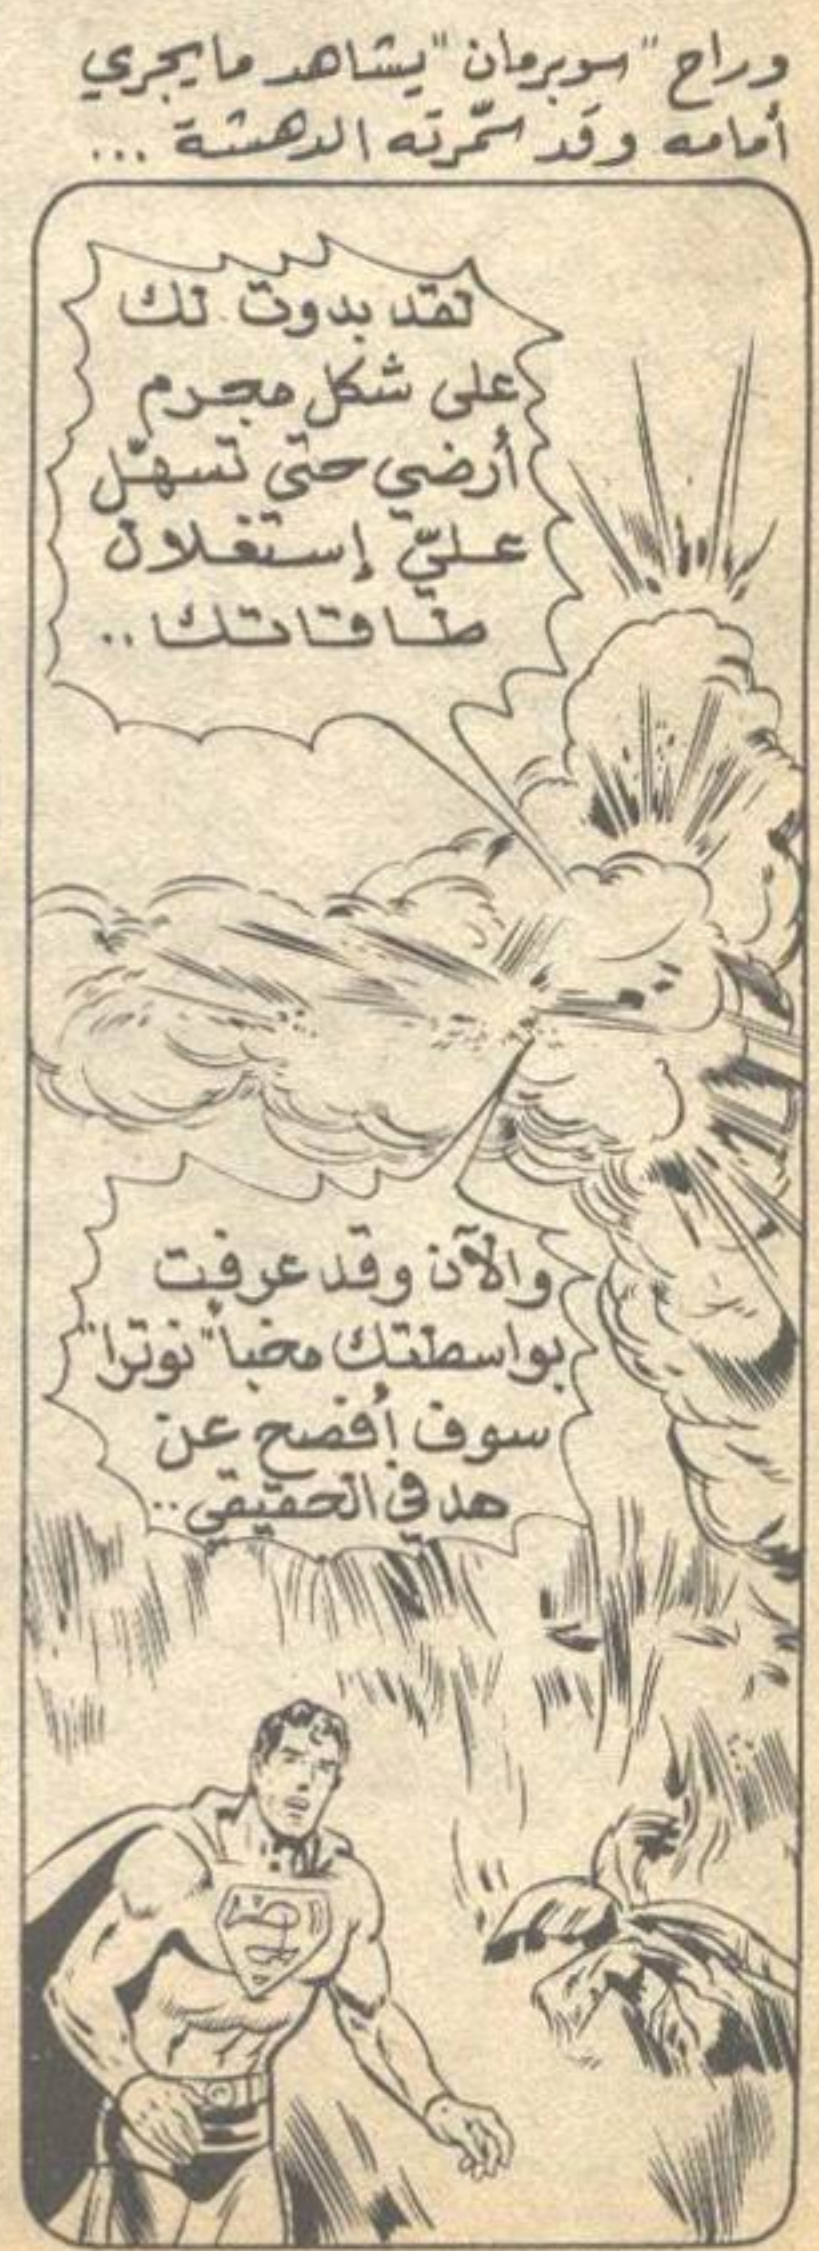 وراح "سوبرمان" يشاهد ما يجري
أمامه وقد سمّرته الدهشة ...
لقد بدوت لك
على شكل مجرم
أرضي حتى تسهّل
عليّ إستغلال
طاقاتك ..
والآن وقد عرفت
بواسطتك مخبأ "نوترا"
سوف أفصح عن
هدفي الحقيقي ..